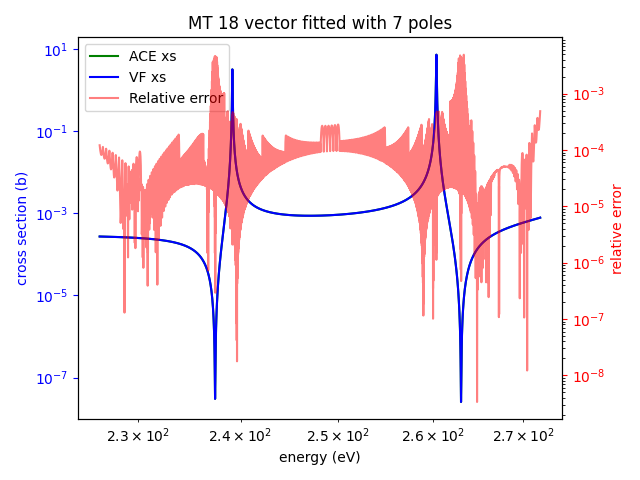 MT 18 vector fitted with 7 poles
ACE xs
VF xs
Relative error
10¹
10⁻¹
10⁻³
10⁻⁵
10⁻⁷
cross section (b)
10⁻³
10⁻⁴
10⁻⁵
10⁻⁶
10⁻⁷
10⁻⁸
relative error
2.3 × 10² 2.4 × 10² 2.5 × 10² 2.6 × 10² 2.7 × 10²
energy (eV)